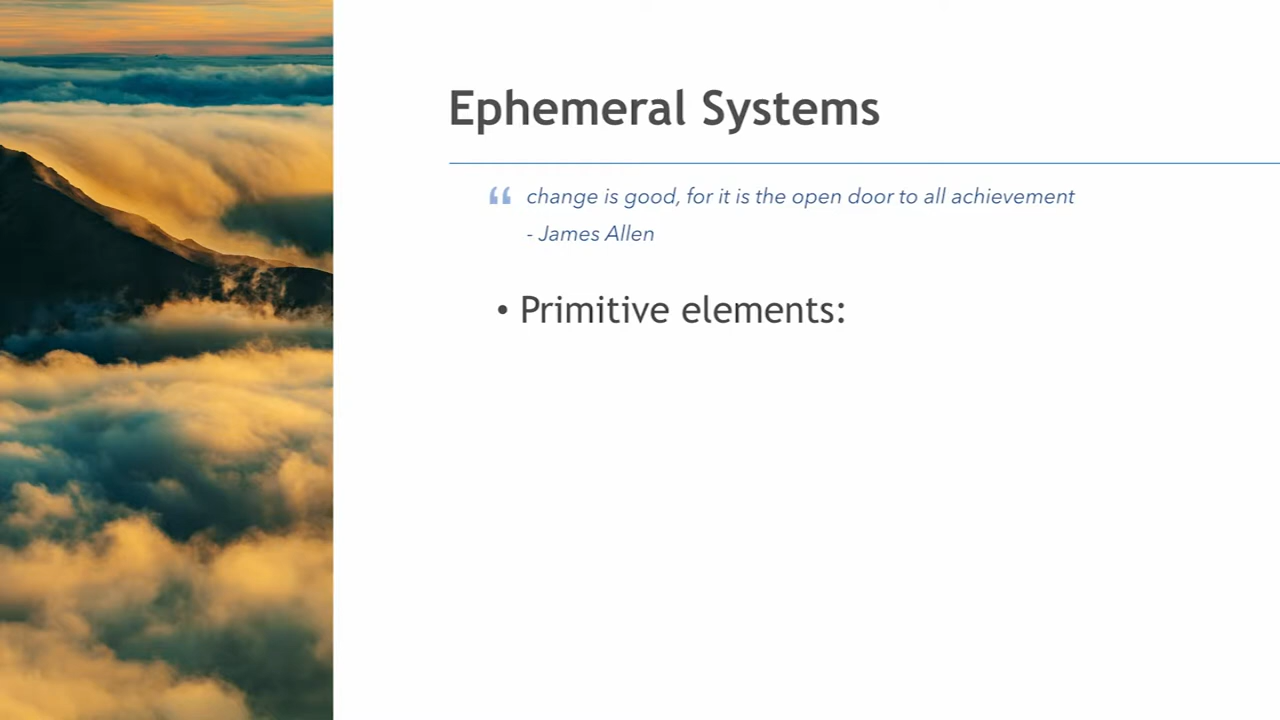 Ephemeral Systems
“ change is good, for it is the open door to all achievement
- James Allen
• Primitive elements: